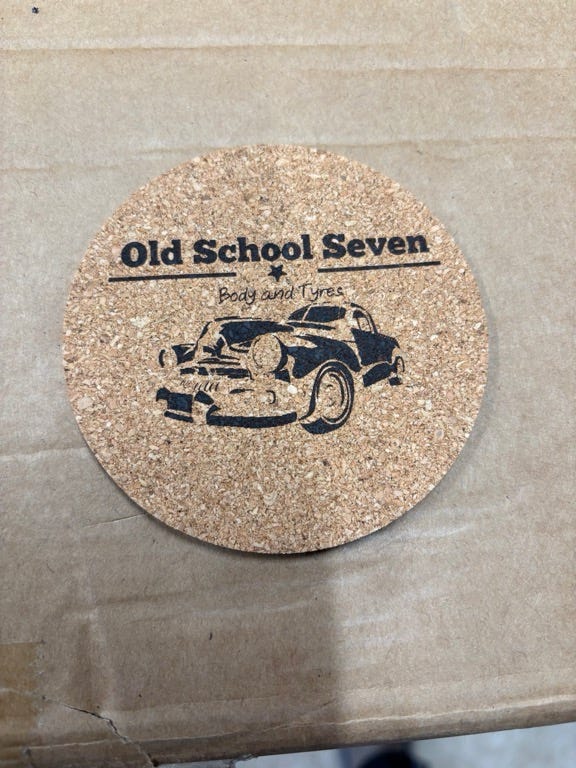 Old School Seven
Body and Tyres